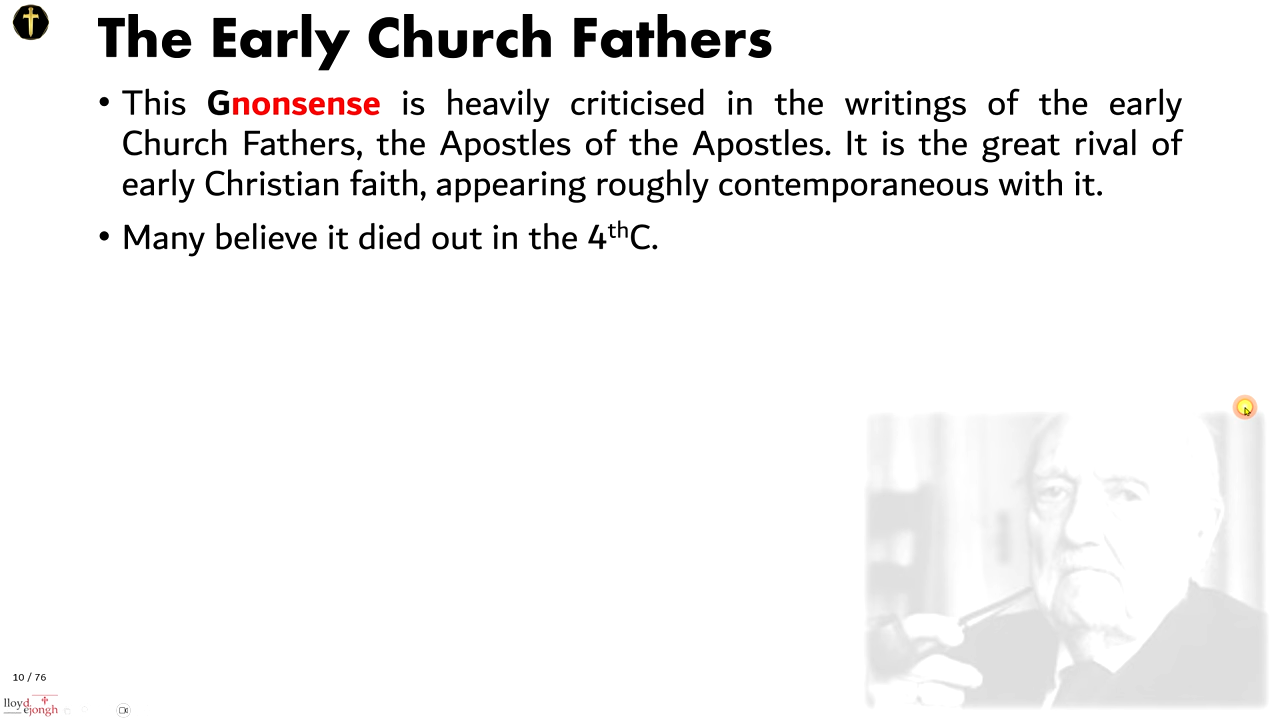 The Early Church Fathers
• This Gnonsense is heavily criticised in the writings of the early
Church Fathers, the Apostles of the Apostles. It is the great rival of
early Christian faith, appearing roughly contemporaneous with it.
• Many believe it died out in the 4thC.
10 / 76
lloyd
ejongh